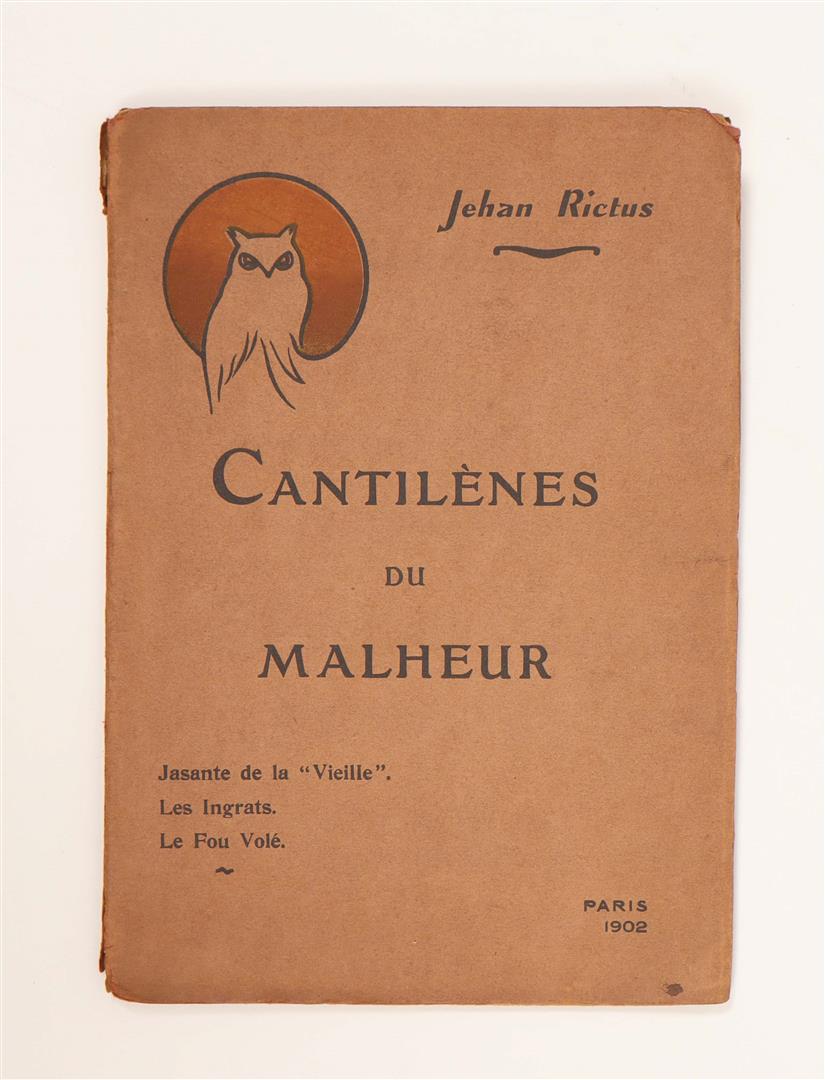 Jehan Rictus
CANTILÈNES
DU
MALHEUR
Jasante de la "Vieille".
Les Ingrats.
Le Fou Volé.
PARIS
1902